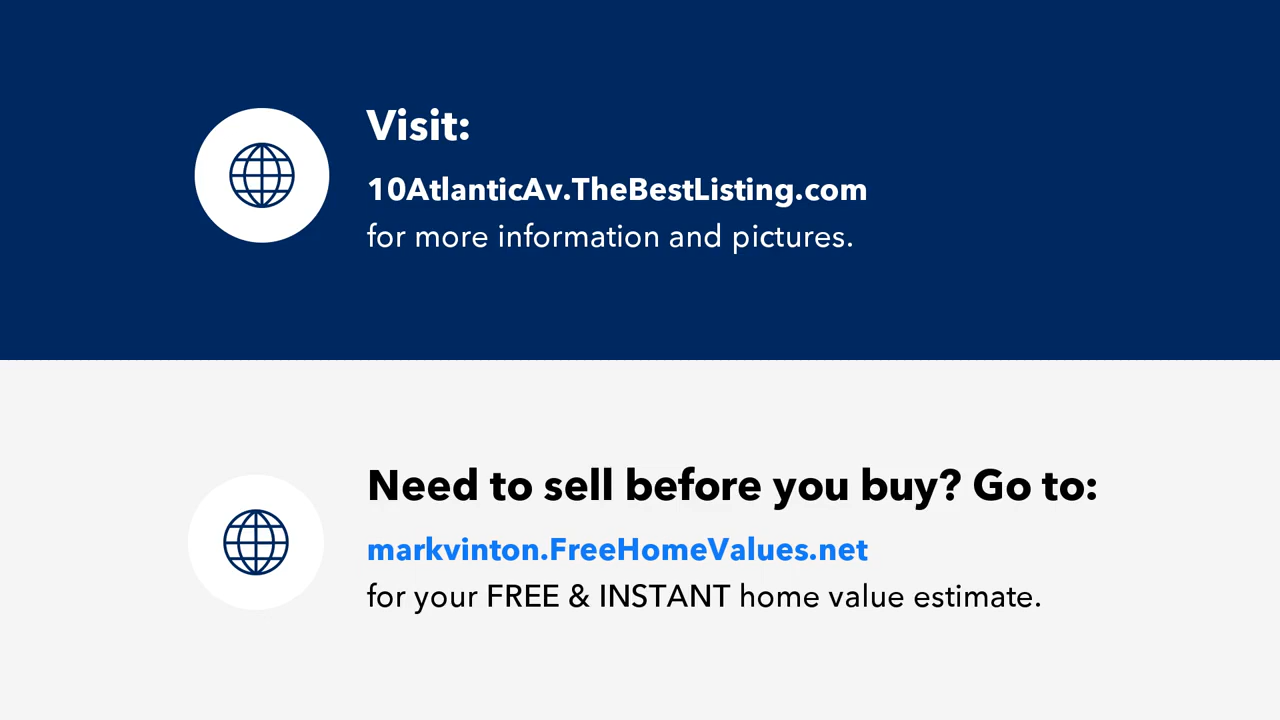 Visit:
10AtlanticAv.TheBestListing.com
for more information and pictures.
Need to sell before you buy? Go to:
markvinton.FreeHomeValues.net
for your FREE & INSTANT home value estimate.